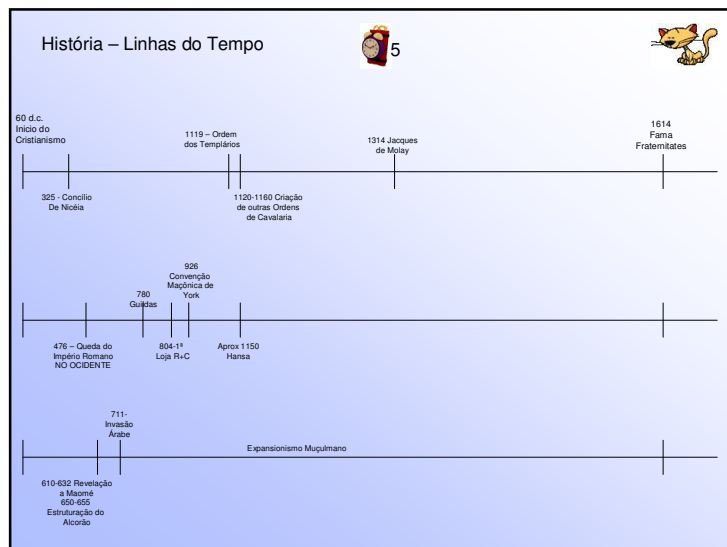 História – Linhas do Tempo
5
60 d.c.
Inicio do
Cristianismo
1119 – Ordem
dos Templários
1314 Jacques
de Molay
1614
Fama
Fraternitates
325 - Concílio
De Nicéia
1120-1160 Criação
de outras Ordens
de Cavalaria
780
Guildas
926
Convenção
Maçônica de
York
476 – Queda do
Império Romano
NO OCIDENTE
804-1ª
Loja R+C
Aprox 1150
Hansa
711-
Invasão
Árabe
Expansionismo Muçulmano
610-632 Revelação
a Maomé
650-655
Estruturação do
Alcorão